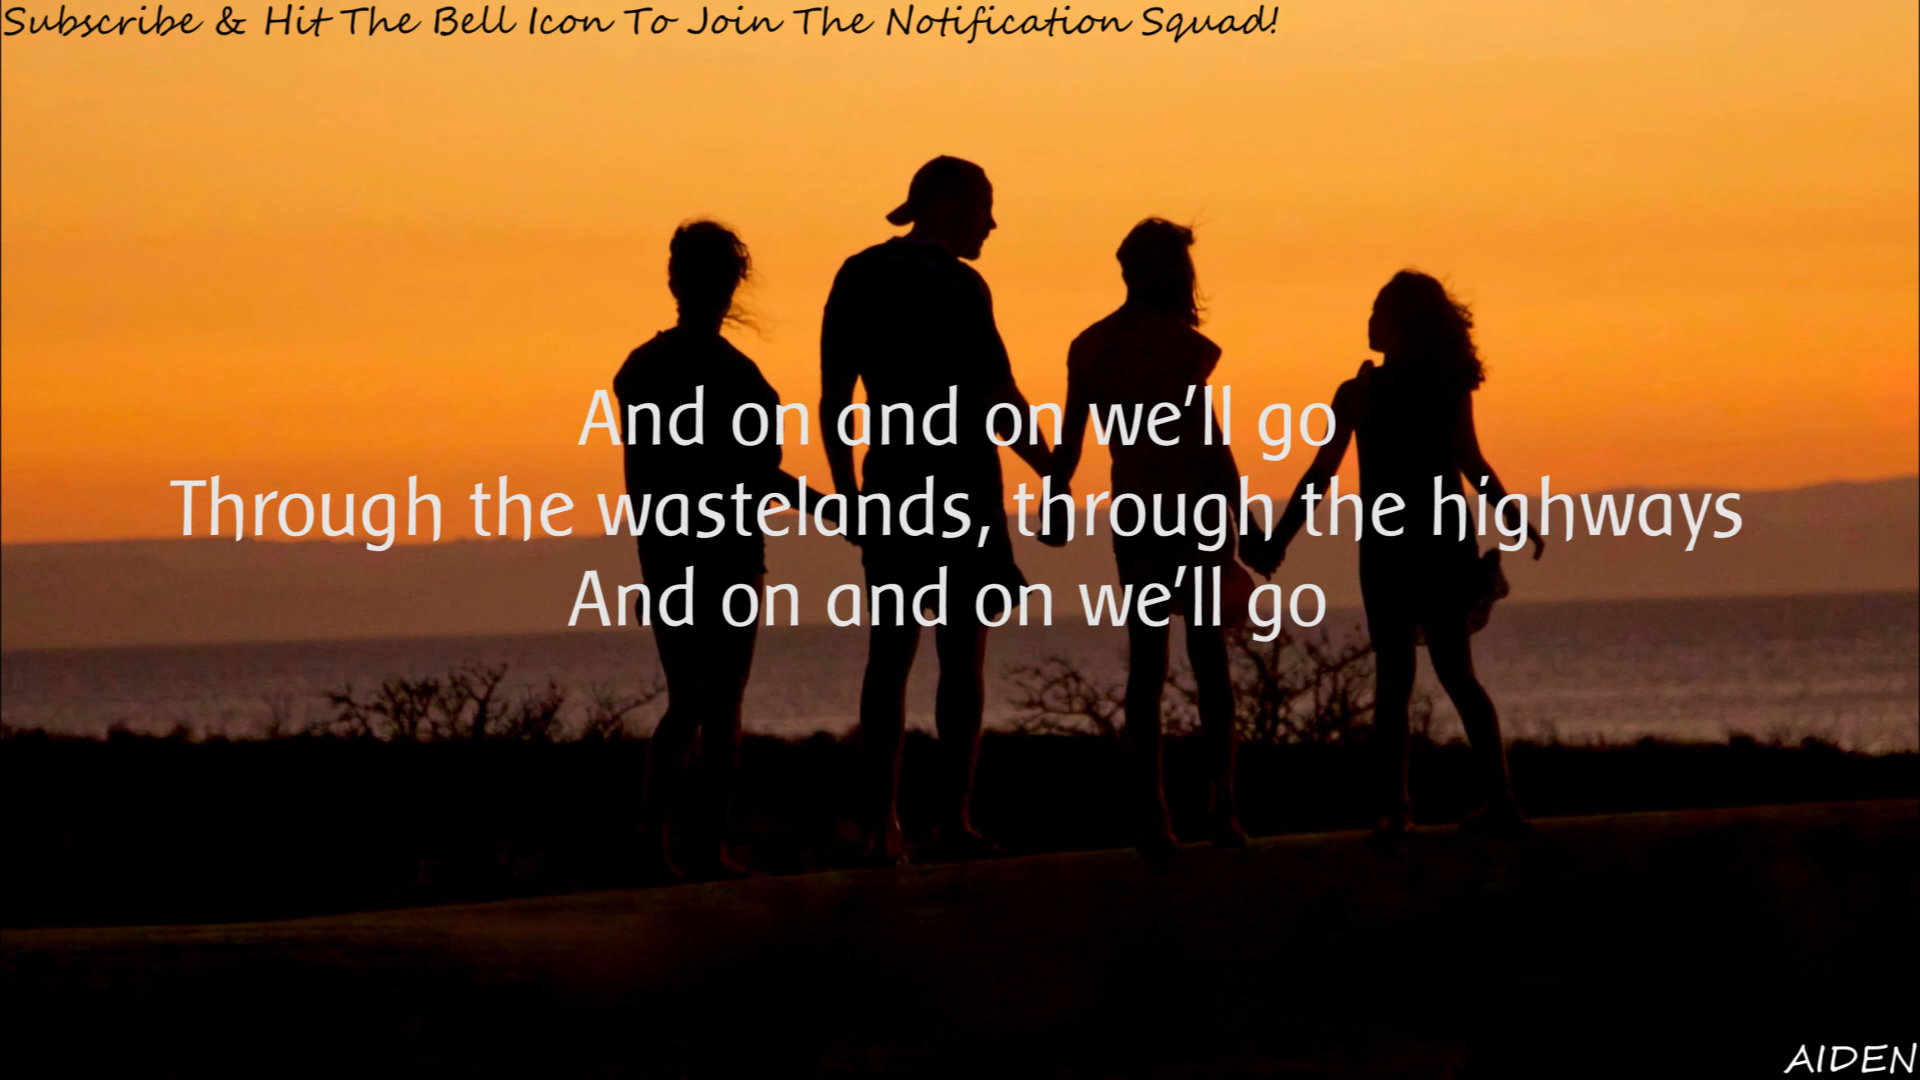 Subscribe & Hit The Bell Icon To Join The Notification Squad!
And on and on we'll go
Through the wastelands, through the highways
And on and on we'll go
AIDEN